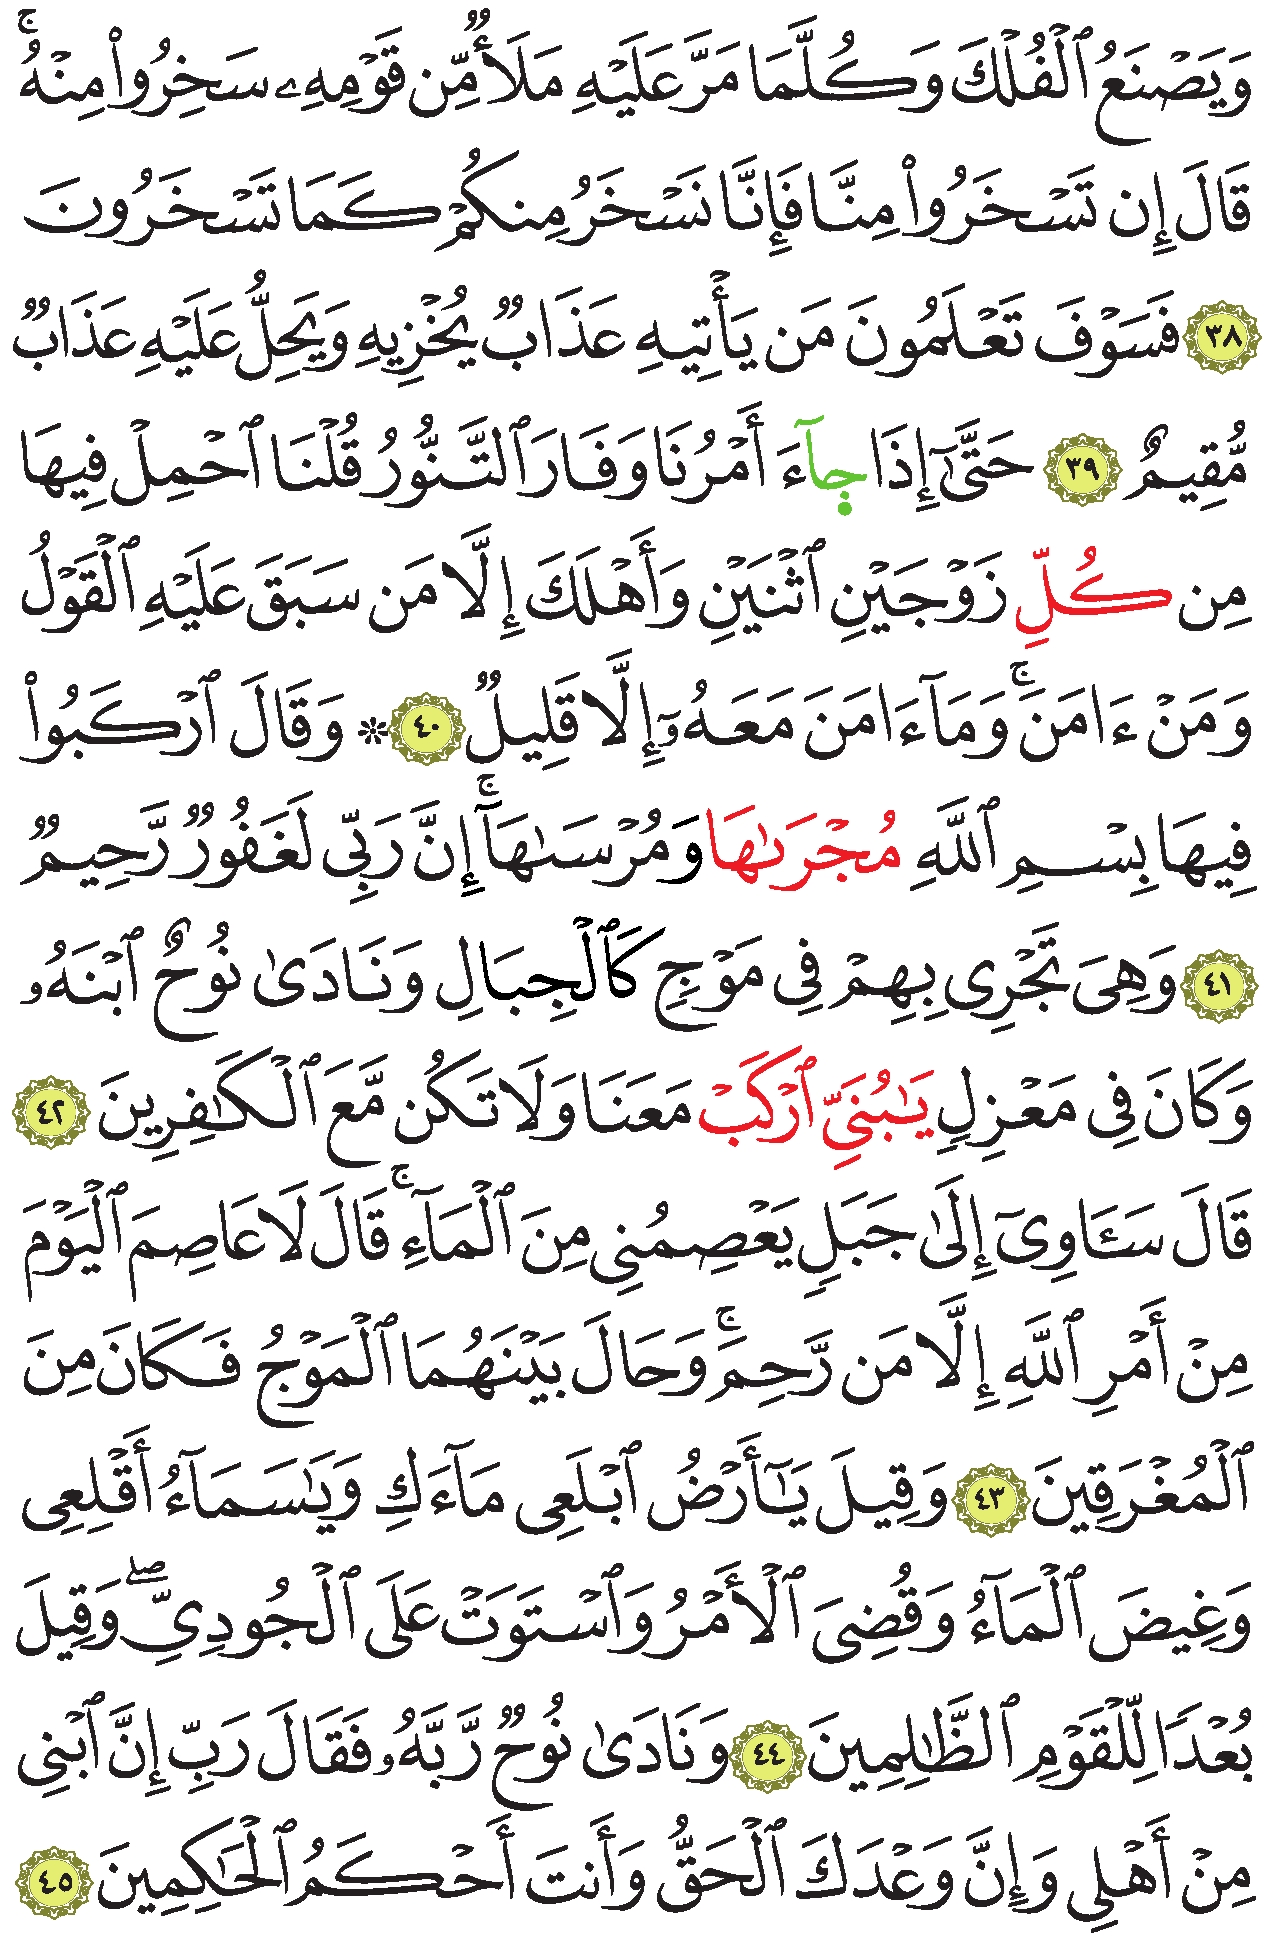 وَيَصْنَعُ ٱلْفُلْكَ وَكُلَّمَا مَرَّ عَلَيْهِ مَلَأٌ مِّن قَوْمِهِۦ سَخِرُوا۟ مِنْهُ ۚ
قَالَ إِن تَسْخَرُوا۟ مِنَّا فَإِنَّا نَسْخَرُ مِنكُمْ كَمَا تَسْخَرُونَ
٣٨ فَسَوْفَ تَعْلَمُونَ مَن يَأْتِيهِ عَذَابٌ يُخْزِيهِ وَيَحِلُّ عَلَيْهِ عَذَابٌ
مُّقِيمٌ ٣٩ حَتَّىٰٓ إِذَا جِآءَ أَمْرُنَا وَفَارَ ٱلتَّنُّورُ قُلْنَا ٱحْمِلْ فِيهَا
مِن كُلِّ زَوْجَيْنِ ٱثْنَيْنِ وَأَهْلَكَ إِلَّا مَن سَبَقَ عَلَيْهِ ٱلْقَوْلُ
وَمَنْ ءَامَنَ ۚ وَمَآ ءَامَنَ مَعَهُۥٓ إِلَّا قَلِيلٌ ٤٠ ۞ وَقَالَ ٱرْكَبُوا۟
فِيهَا بِسْمِ ٱللَّهِ مُجْرَىٰهَا وَمُرْسَىٰهَآ ۚ إِنَّ رَبِّى لَغَفُورٌ رَّحِيمٌ
٤١ وَهِىَ تَجْرِى بِهِمْ فِى مَوْجٍ كَٱلْجِبَالِ وَنَادَىٰ نُوحٌ ٱبْنَهُۥ
وَكَانَ فِى مَعْزِلٍ يَـٰبُنَىِّ ٱرْكَبْ مَعَنَا وَلَا تَكُن مَّعَ ٱلْكَـٰفِرِينَ ٤٢
قَالَ سَـَٔاوِىٓ إِلَىٰ جَبَلٍ يَعْصِمُنِى مِنَ ٱلْمَآءِ ۚ قَالَ لَا عَاصِمَ ٱلْيَوْمَ
مِنْ أَمْرِ ٱللَّهِ إِلَّا مَن رَّحِمَ ۚ وَحَالَ بَيْنَهُمَا ٱلْمَوْجُ فَكَانَ مِنَ
ٱلْمُغْرَقِينَ ٤٣ وَقِيلَ يَـٰٓأَرْضُ ٱبْلَعِى مَآءَكِ وَيَـٰسَمَآءُ أَقْلِعِى
وَغِيضَ ٱلْمَآءُ وَقُضِىَ ٱلْأَمْرُ وَٱسْتَوَتْ عَلَى ٱلْجُودِىِّ ۖ وَقِيلَ
بُعْدًا لِّلْقَوْمِ ٱلظَّـٰلِمِينَ ٤٤ وَنَادَىٰ نُوحٌ رَّبَّهُۥ فَقَالَ رَبِّ إِنَّ ٱبْنِى
مِنْ أَهْلِى وَإِنَّ وَعْدَكَ ٱلْحَقُّ وَأَنتَ أَحْكَمُ ٱلْحَـٰكِمِينَ ٤٥